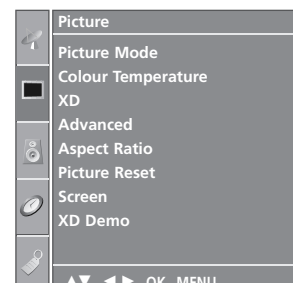 Picture
Picture Mode
Colour Temperature
XD
Advanced
Aspect Ratio
Picture Reset
Screen
XD Demo
▲▼ ◀▶ OK MENU